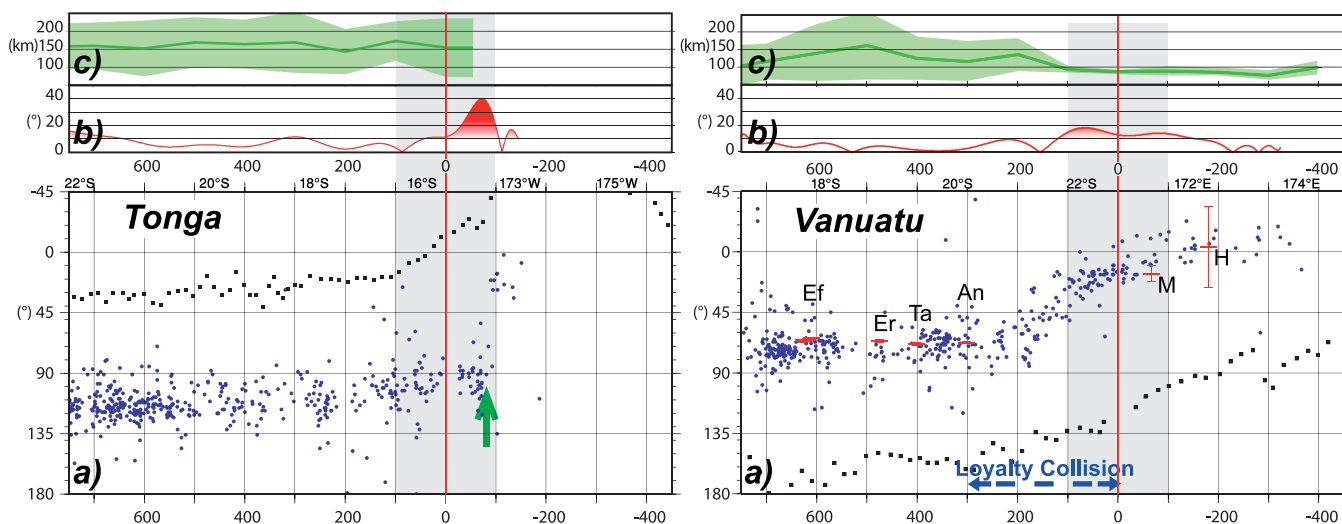 200
(km)150
100
c)
40
(°) 20
0
b)
600 400 200 0 -200 -400
22°S 20°S 18°S 16°S 173°W 175°W
-45
Tonga
0
(°) 45
90
135
a)
180
600 400 200 0 -200 -400
200
(km)150
100
c)
40
(°) 20
0
b)
600 400 200 0 -200 -400
18°S 20°S 22°S 172°E 174°E
-45
Vanuatu
0
H
M
Ef
An
Ta
Er
(°) 45
90
135
Loyalty Collision
a)
180
600 400 200 0 -200 -400